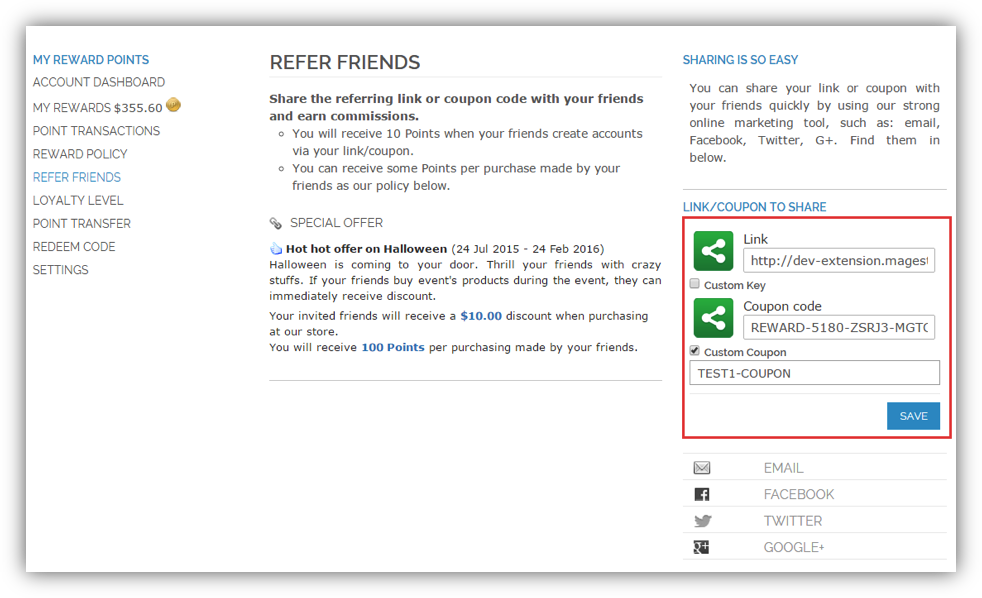 MY REWARD POINTS
ACCOUNT DASHBOARD
MY REWARDS $355.60
POINT TRANSACTIONS
REWARD POLICY
REFER FRIENDS
LOYALTY LEVEL
POINT TRANSFER
REDEEM CODE
SETTINGS
REFER FRIENDS
Share the referring link or coupon code with your friends
and earn commissions.
You will receive 10 Points when your friends create accounts
via your link/coupon.
You can receive some Points per purchase made by your
friends as our policy below.
SPECIAL OFFER
Hot hot offer on Halloween (24 Jul 2015 - 24 Feb 2016)
Halloween is coming to your door. Thrill your friends with crazy
stuffs. If your friends buy event's products during the event, they can
immediately receive discount.
Your invited friends will receive a $10.00 discount when purchasing
at our store.
You will receive 100 Points per purchasing made by your friends.
SHARING IS SO EASY
You can share your link or coupon with
your friends quickly by using our strong
online marketing tool, such as: email,
Facebook, Twitter, G+. Find them in
below.
LINK/COUPON TO SHARE
Link
http://dev-extension.magest
Custom Key
Coupon code
REWARD-5180-ZSRJ3-MGTC
Custom Coupon
TEST1-COUPON
SAVE
EMAIL
FACEBOOK
TWITTER
GOOGLE+